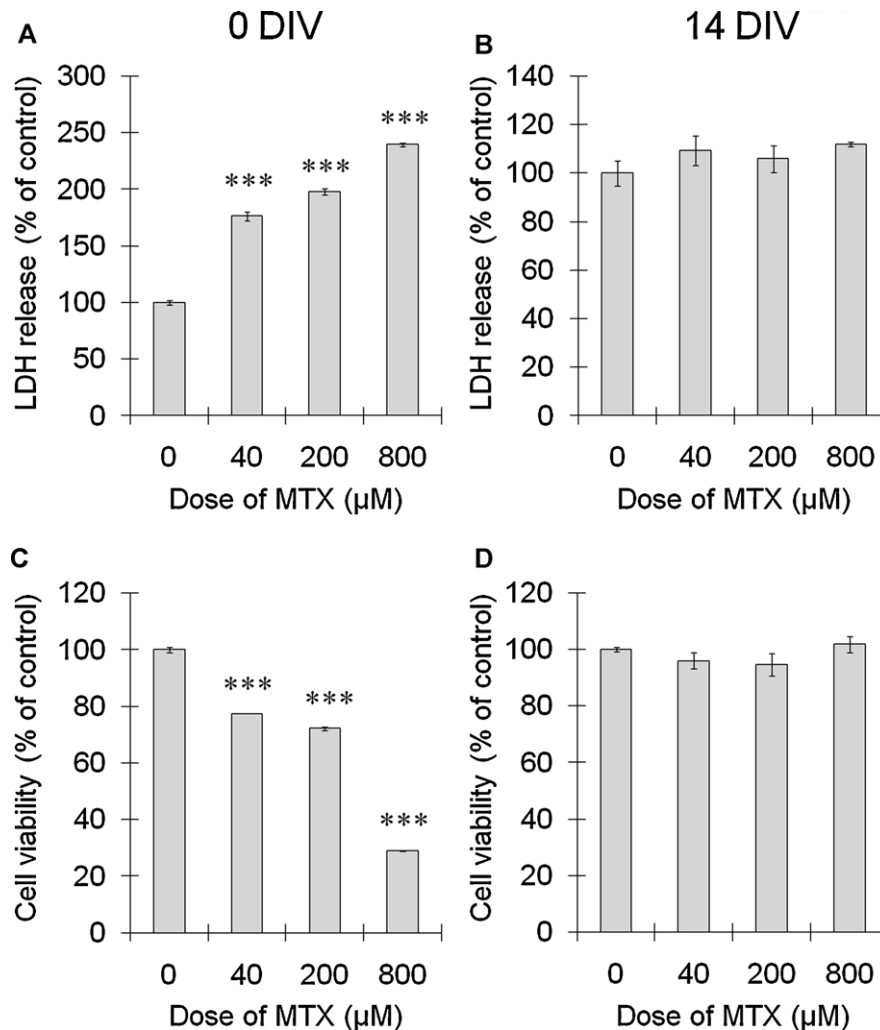 A
0 DIV
LDH release (% of control)
300
250
200
150
100
50
0
***
***
***
0 40 200 800
Dose of MTX (µM)
B
14 DIV
LDH release (% of control)
140
120
100
80
60
40
20
0
0 40 200 800
Dose of MTX (µM)
C
Cell viability (% of control)
120
100
80
60
40
20
0
***
***
***
0 40 200 800
Dose of MTX (µM)
D
Cell viability (% of control)
120
100
80
60
40
20
0
0 40 200 800
Dose of MTX (µM)